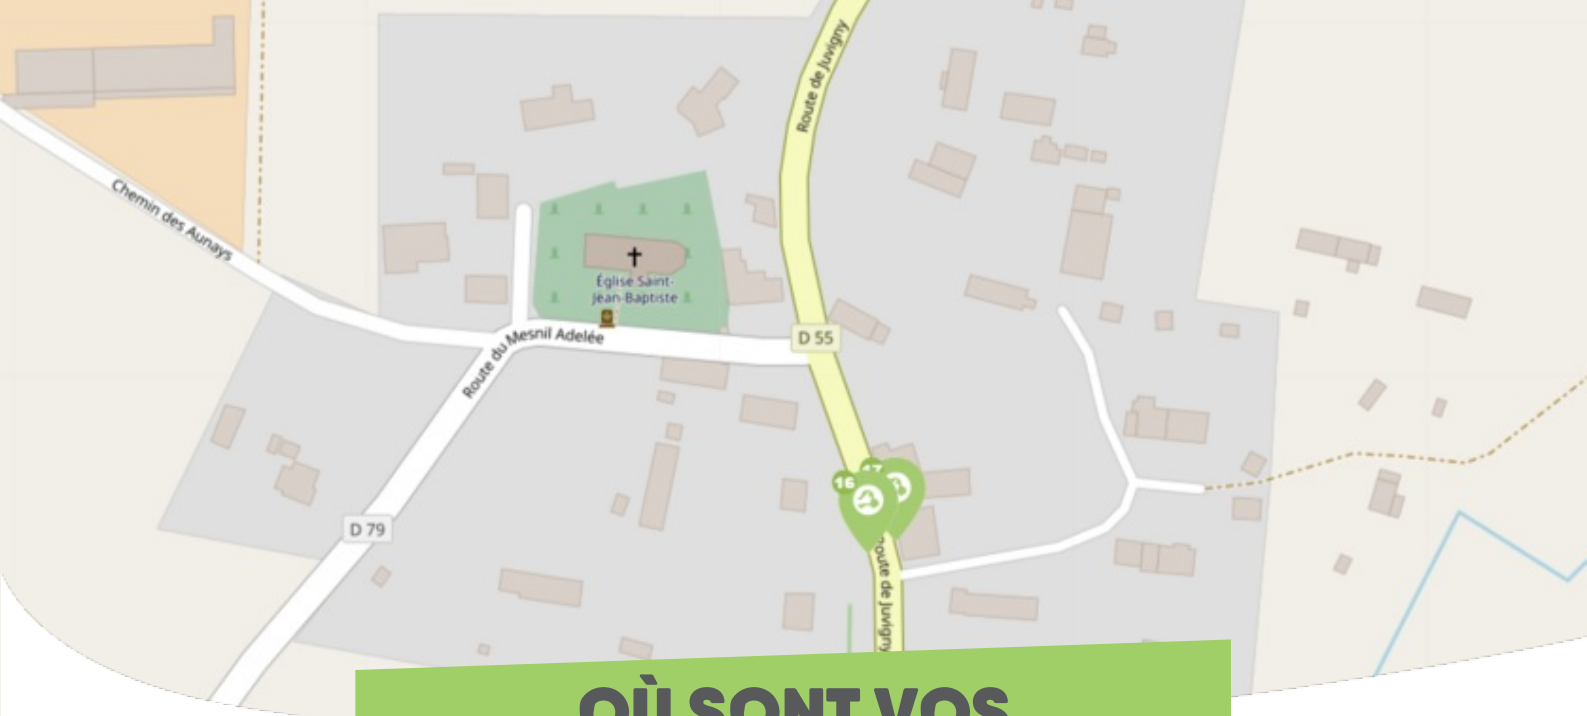 Route de Juvigny
Chemin des Aunays
Église Saint-
Jean-Baptiste
Route du Mesnil Adelée
D 55
17
16
D 79
Route de Juvigny
OÙ SONT VOS